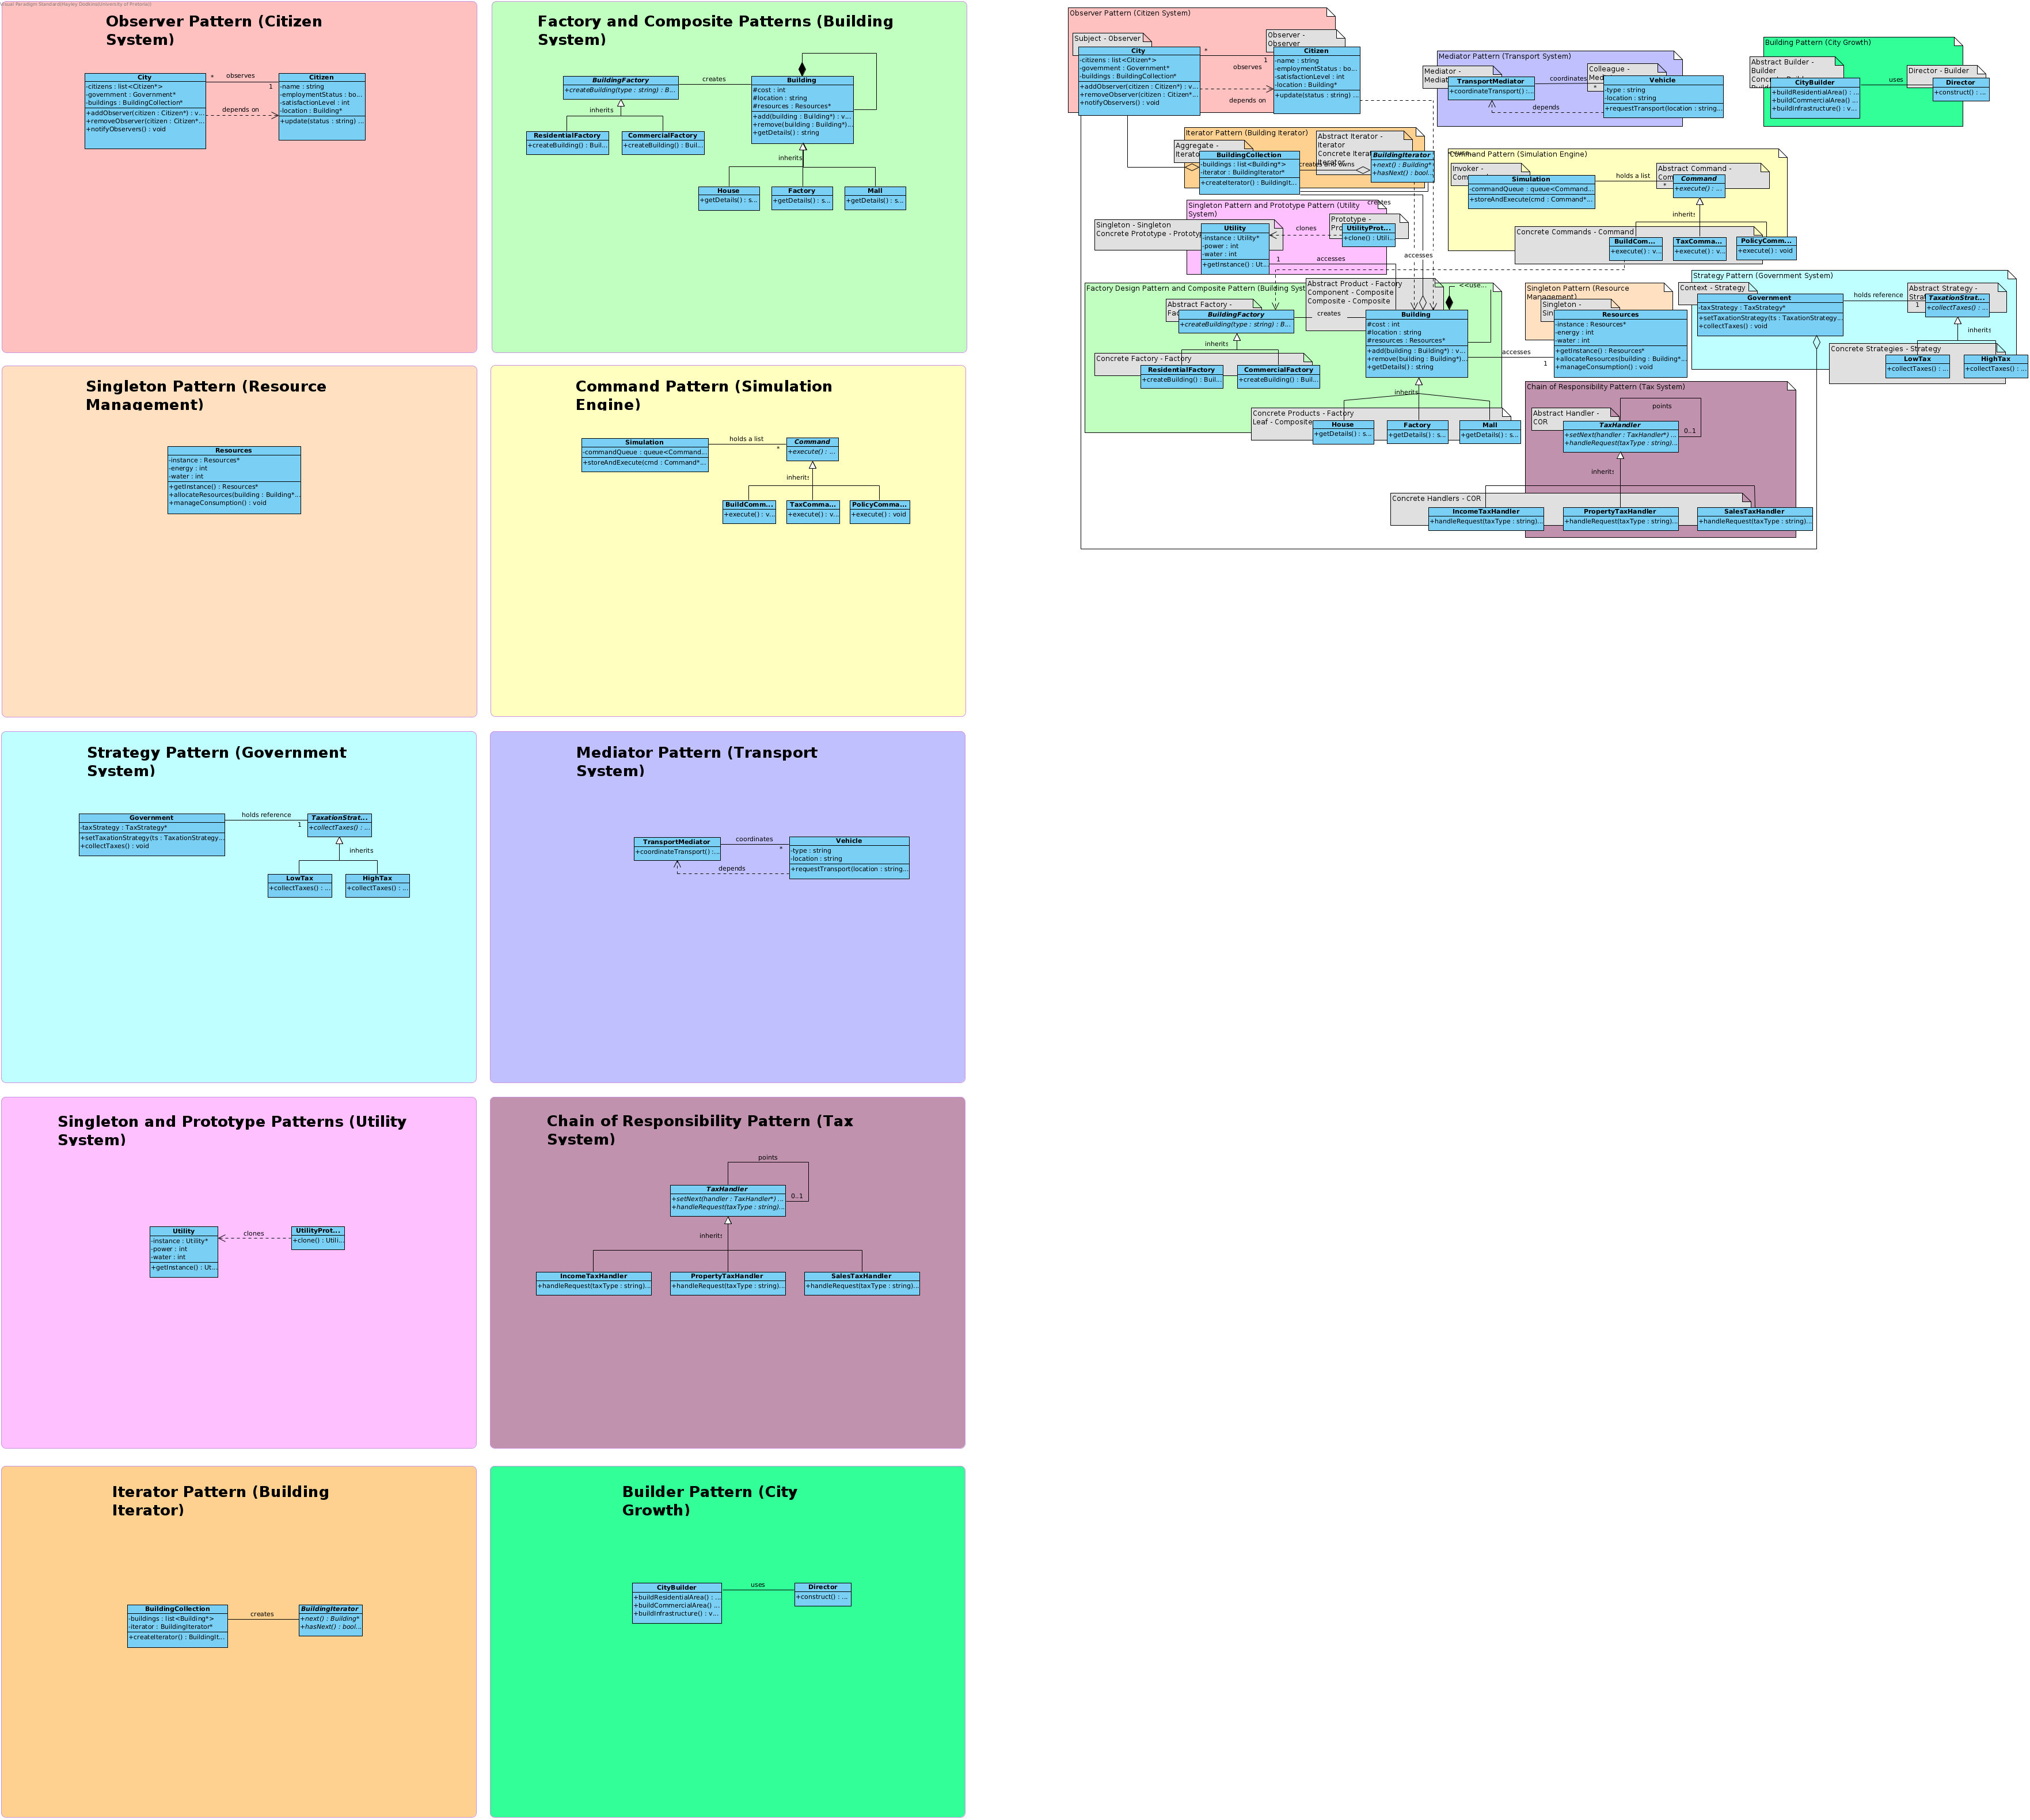 Visual Paradigm Standard(Hayley Dodkins(University of Pretoria))
Observer Pattern (Citizen
System)
City
-citizens : list<Citizen*>
-government : Government*
-buildings : BuildingCollection*
+addObserver(citizen : Citizen*) : v...
+removeObserver(citizen : Citizen*...
+notifyObservers() : void
*
observes
1
depends on
Citizen
-name : string
-employmentStatus : bo...
-satisfactionLevel : int
-location : Building*
+update(status : string) ...
Factory and Composite Patterns (Building
System)
BuildingFactory
+createBuilding(type : string) : B...
creates
Building
#cost : int
#location : string
#resources : Resources*
+add(building : Building*) : v...
+remove(building : Building*)...
+getDetails() : string
inherits
ResidentialFactory
+createBuilding() : Buil...
CommercialFactory
+createBuilding() : Buil...
inherits
House
+getDetails() : s...
Factory
+getDetails() : s...
Mall
+getDetails() : s...
Singleton Pattern (Resource
Management)
Resources
-instance : Resources*
-energy : int
-water : int
+getInstance() : Resources*
+allocateResources(building : Building*...
+manageConsumption() : void
Command Pattern (Simulation
Engine)
Simulation
-commandQueue : queue<Command...
+storeAndExecute(cmd : Command*...
holds a list
*
Command
+execute() : ...
inherits
BuildComm...
+execute() : v...
TaxComma...
+execute() : v...
PolicyComma...
+execute() : void
Strategy Pattern (Government
System)
Government
-taxStrategy : TaxStrategy*
+setTaxationStrategy(ts : TaxationStrategy...
+collectTaxes() : void
holds reference
1
TaxationStrat...
+collectTaxes() : ...
inherits
LowTax
+collectTaxes() : ...
HighTax
+collectTaxes() : ...
Mediator Pattern (Transport
System)
TransportMediator
+coordinateTransport() :...
coordinates
*
depends
Vehicle
-type : string
-location : string
+requestTransport(location : string...
Singleton and Prototype Patterns (Utility
System)
Utility
-instance : Utility*
-power : int
-water : int
+getInstance() : Ut...
clones
UtilityProt...
+clone() : Utili...
Chain of Responsibility Pattern (Tax
System)
points
TaxHandler
+setNext(handler : TaxHandler*) ...
+handleRequest(taxType : string)...
0..1
inherits
IncomeTaxHandler
+handleRequest(taxType : string)...
PropertyTaxHandler
+handleRequest(taxType : string)...
SalesTaxHandler
+handleRequest(taxType : string)...
Iterator Pattern (Building
Iterator)
BuildingCollection
-buildings : list<Building*>
-iterator : BuildingIterator*
+createIterator() : BuildingIt...
creates
BuildingIterator
+next() : Building*
+hasNext() : bool...
Builder Pattern (City
Growth)
CityBuilder
+buildResidentialArea() : ...
+buildCommercialArea() ...
+buildInfrastructure() : v...
uses
Director
+construct() : ...
Observer Pattern (Citizen System)
Subject - Observer
Observer -
Observer
City
-citizens : list<Citizen*>
-government : Government*
-buildings : BuildingCollection*
+addObserver(citizen : Citizen*) : v...
+removeObserver(citizen : Citizen*...
+notifyObservers() : void
*
1
observes
depends on
Citizen
-name : string
-employmentStatus : bo...
-satisfactionLevel : int
-location : Building*
+update(status : string) ...
Mediator Pattern (Transport System)
Mediator -
Colleague -
TransportMediator
+coordinateTransport() :...
coordinates
*
depends
Vehicle
-type : string
-location : string
+requestTransport(location : string...
Building Pattern (City Growth)
Abstract Builder -
Builder
Director - Builder
CityBuilder
+buildResidentialArea() : ...
+buildCommercialArea() ...
+buildInfrastructure() : v...
uses
Director
+construct() : ...
Iterator Pattern (Building Iterator)
Aggregate -
Abstract Iterator -
Iterator
Concrete Iterator -
Iterator
BuildingCollection
-buildings : list<Building*>
-iterator : BuildingIterator*
+createIterator() : BuildingIt...
creates and owns
BuildingIterator
+next() : Building*
+hasNext() : bool...
Command Pattern (Simulation Engine)
Invoker -
Abstract Command -
Simulation
-commandQueue : queue<Command...
+storeAndExecute(cmd : Command*...
holds a list
*
Command
+execute() : ...
inherits
Concrete Commands - Command
BuildCom...
+execute() : v...
TaxComma...
+execute() : v...
PolicyComm...
+execute() : void
Singleton Pattern and Prototype Pattern (Utility
System)
creates
Singleton - Singleton
Concrete Prototype - Prototype
Prototype -
Utility
-instance : Utility*
-power : int
-water : int
+getInstance() : Ut...
clones
UtilityProt...
+clone() : Utili...
1
accesses
accesses
Factory Design Pattern and Composite Pattern (Building
Abstract Product - Factory
Component - Composite
Composite - Composite
<<use...
Abstract Factory -
BuildingFactory
+createBuilding(type : string) : B...
creates
Building
#cost : int
#location : string
#resources : Resources*
+add(building : Building*) : v...
+remove(building : Building*)...
+getDetails() : string
inherits
Concrete Factory - Factory
ResidentialFactory
+createBuilding() : Buil...
CommercialFactory
+createBuilding() : Buil...
inherits
Concrete Products - Factory
Leaf - Composite
House
+getDetails() : s...
Factory
+getDetails() : s...
Mall
+getDetails() : s...
accesses
1
Singleton Pattern (Resource
Management)
Singleton -
Resources
-instance : Resources*
-energy : int
-water : int
+getInstance() : Resources*
+allocateResources(building : Building*...
+manageConsumption() : void
Strategy Pattern (Government System)
Context - Strategy
Abstract Strategy -
Government
-taxStrategy : TaxStrategy*
+setTaxationStrategy(ts : TaxationStrategy...
+collectTaxes() : void
holds reference
1
TaxationStrat...
+collectTaxes() : ...
inherits
Concrete Strategies - Strategy
LowTax
+collectTaxes() : ...
HighTax
+collectTaxes() : ...
Chain of Responsibility Pattern (Tax System)
Abstract Handler -
COR
points
TaxHandler
+setNext(handler : TaxHandler*) ...
+handleRequest(taxType : string)...
0..1
inherits
Concrete Handlers - COR
IncomeTaxHandler
+handleRequest(taxType : string)...
PropertyTaxHandler
+handleRequest(taxType : string)...
SalesTaxHandler
+handleRequest(taxType : string)...